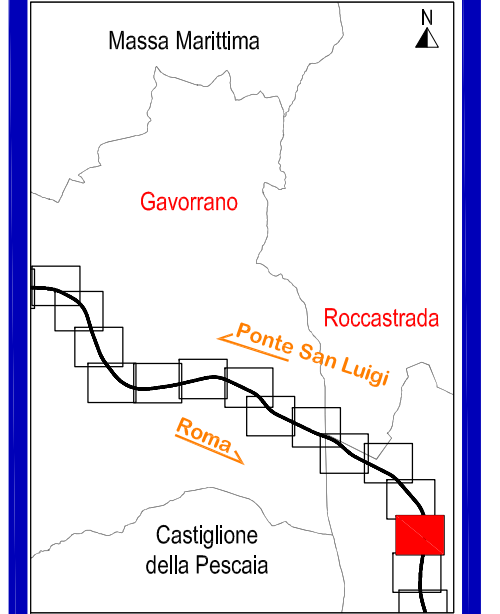 N
Massa Marittima
Gavorrano
Roccastrada
Ponte San Luigi
Roma
Castiglione
della Pescaia